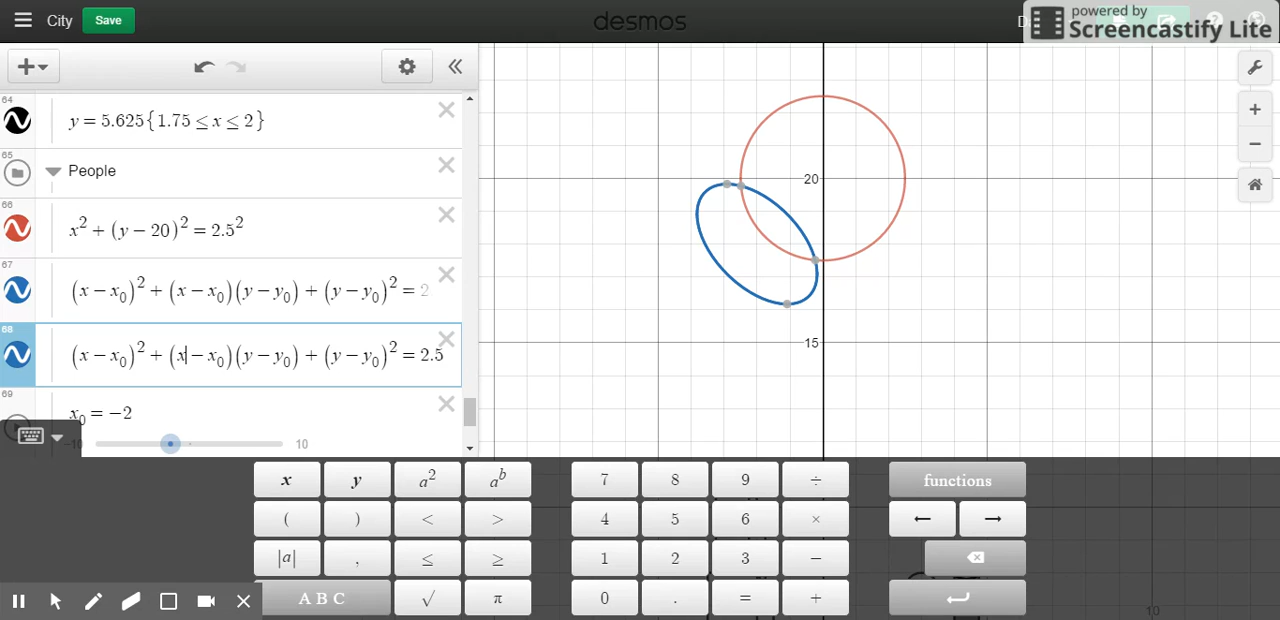 City Save desmos
powered by
Screencastify Lite
64
y = 5.625{1.75 ≤ x ≤ 2}
65
People
66
x² + (y − 20)² = 2.5²
67
(x − x₀)² + (x − x₀)(y − y₀) + (y − y₀)² = 2
68
(x − x₀)² + (x − x₀)(y − y₀) + (y − y₀)² = 2.5
69
x₀ = −2
−10 10
20
15
10
x y a² aᵇ 7 8 9 ÷ functions
( ) < > 4 5 6 × ← →
|a| , ≤ ≥ 1 2 3 −
A B C √ π 0 . = +